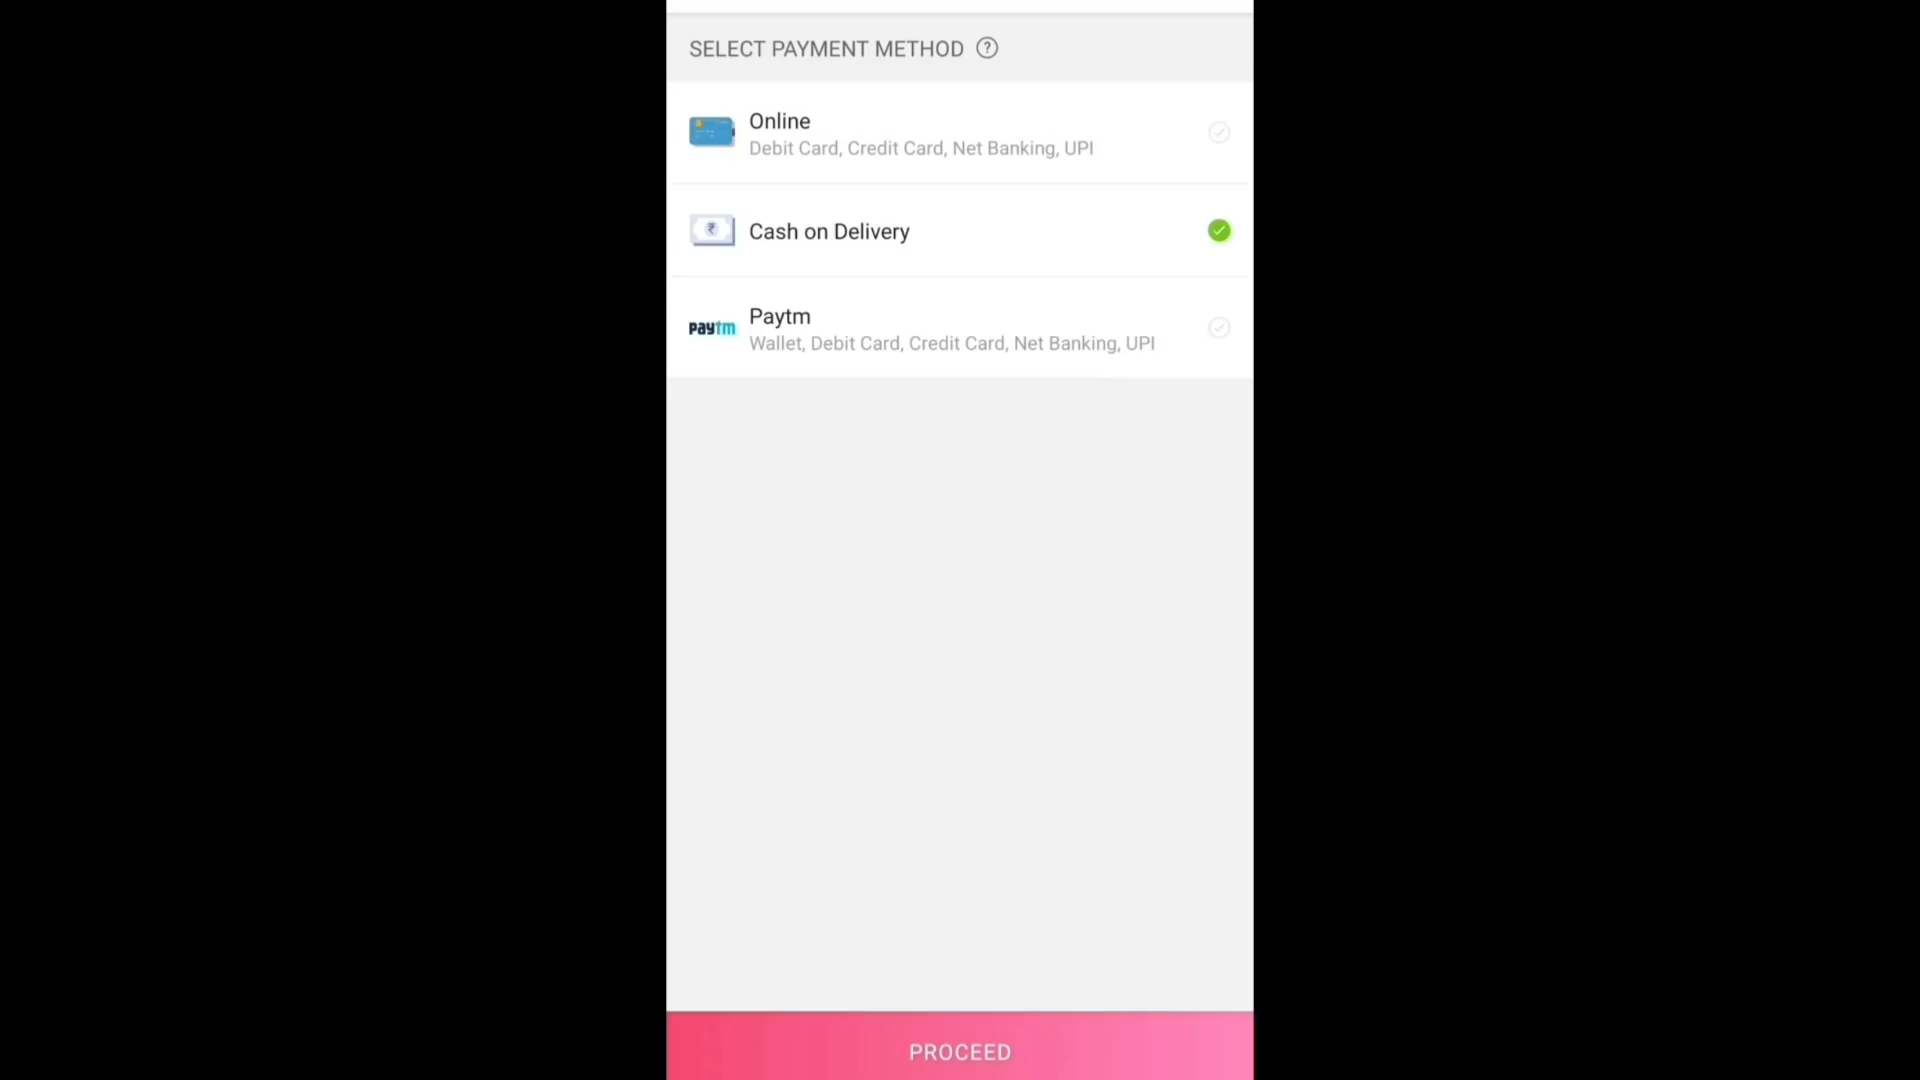 SELECT PAYMENT METHOD ?
Online
Debit Card, Credit Card, Net Banking, UPI
₹ Cash on Delivery
Paytm
paytm
Wallet, Debit Card, Credit Card, Net Banking, UPI
PROCEED